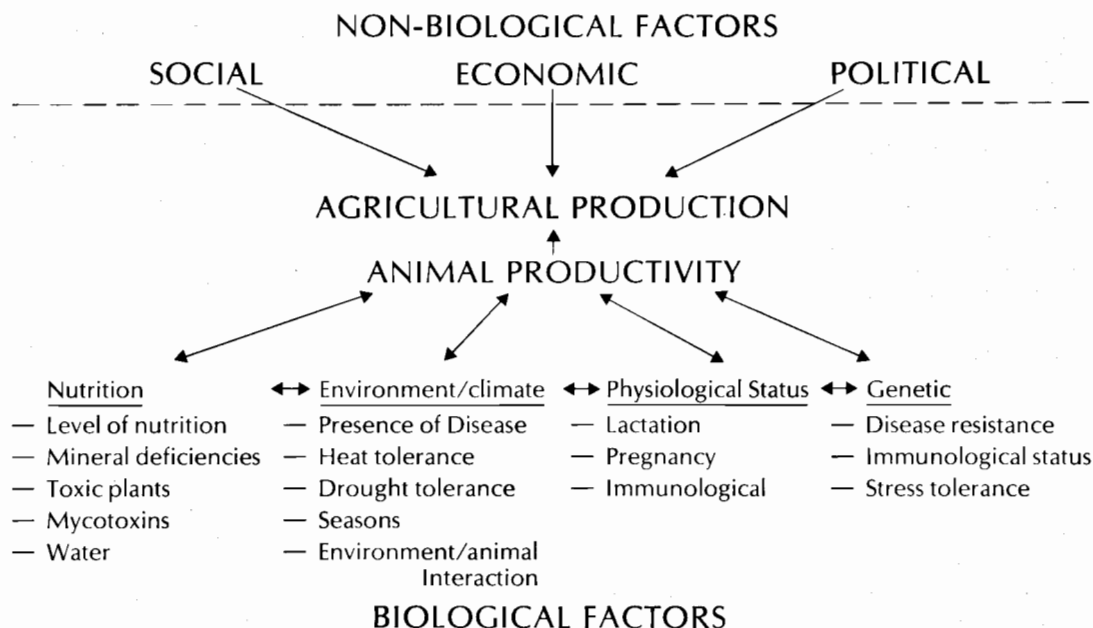 NON-BIOLOGICAL FACTORS
SOCIAL ECONOMIC POLITICAL
AGRICULTURAL PRODUCTION
ANIMAL PRODUCTIVITY
Nutrition
— Level of nutrition
— Mineral deficiencies
— Toxic plants
— Mycotoxins
— Water
Environment/climate
— Presence of Disease
— Heat tolerance
— Drought tolerance
— Seasons
— Environment/animal
Interaction
Physiological Status
— Lactation
— Pregnancy
— Immunological
Genetic
— Disease resistance
— Immunological status
— Stress tolerance
BIOLOGICAL FACTORS